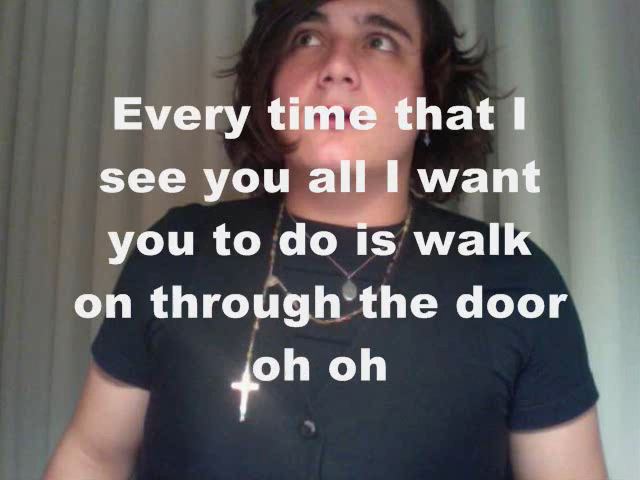 Every time that I
see you all I want
you to do is walk
on through the door
oh oh